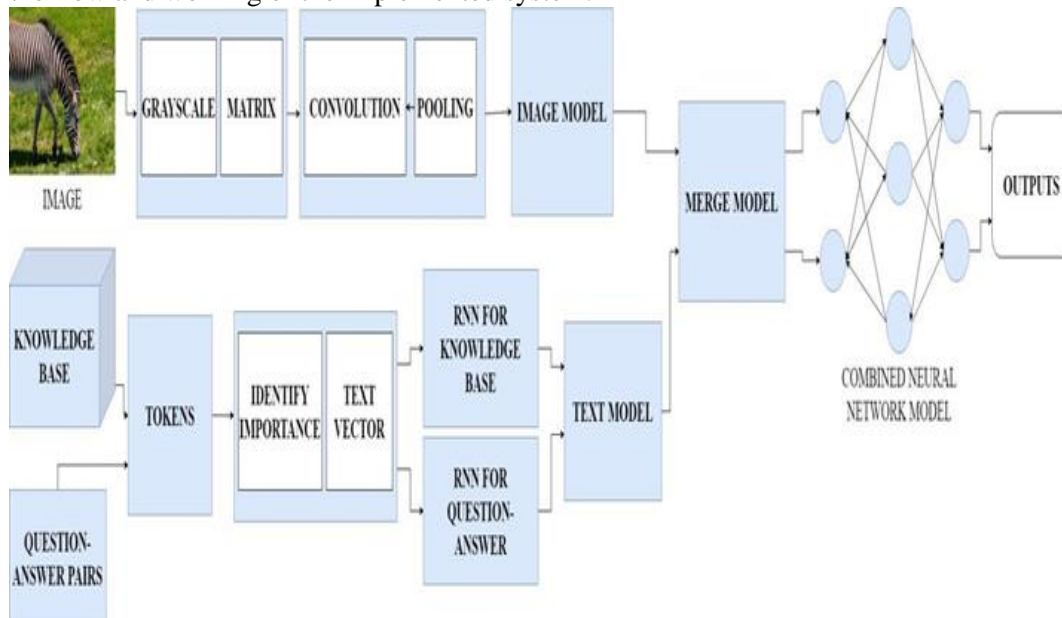 GRAYSCALE
MATRIX
CONVOLUTION
POOLING
IMAGE MODEL
IMAGE
MERGE MODEL
OUTPUTS
KNOWLEDGE
BASE
TOKENS
IDENTIFY
IMPORTANCE
TEXT
VECTOR
RNN FOR
KNOWLEDGE
BASE
RNN FOR
QUESTION-
ANSWER
TEXT MODEL
COMBINED NEURAL
NETWORK MODEL
QUESTION-
ANSWER PAIRS